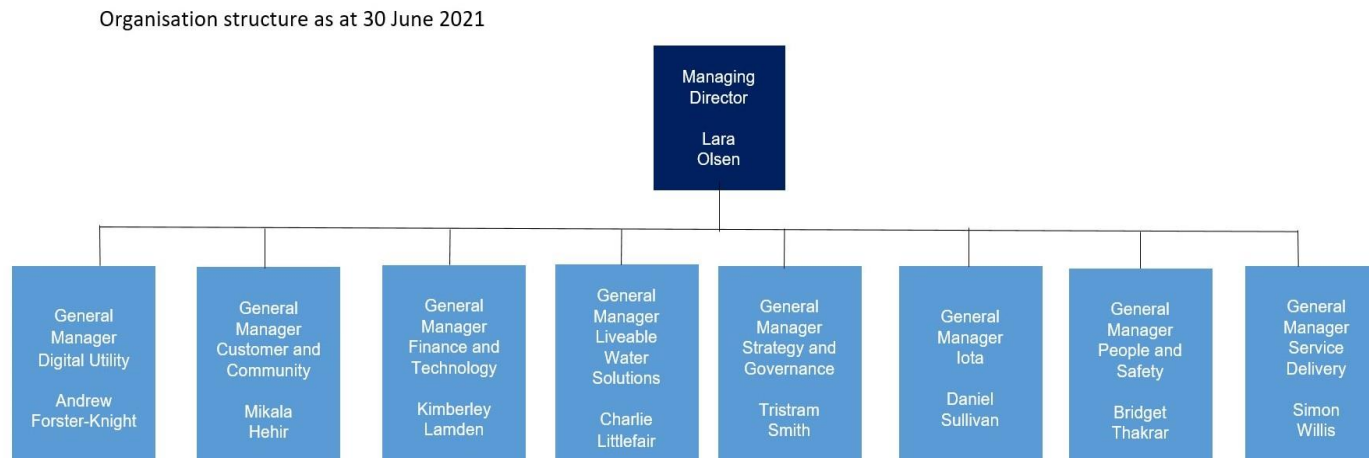 Organisation structure as at 30 June 2021
Managing
Director
Lara
Olsen
General
Manager
Digital Utility
Andrew
Forster-Knight
General
Manager
Customer and
Community
Mikala
Hehir
General
Manager
Finance and
Technology
Kimberley
Lamden
General
Manager
Liveable
Water
Solutions
Charlie
Littlefair
General
Manager
Strategy and
Governance
Tristram
Smith
General
Manager
Iota
Daniel
Sullivan
General
Manager
People and
Safety
Bridget
Thakrar
General
Manager
Service
Delivery
Simon
Willis